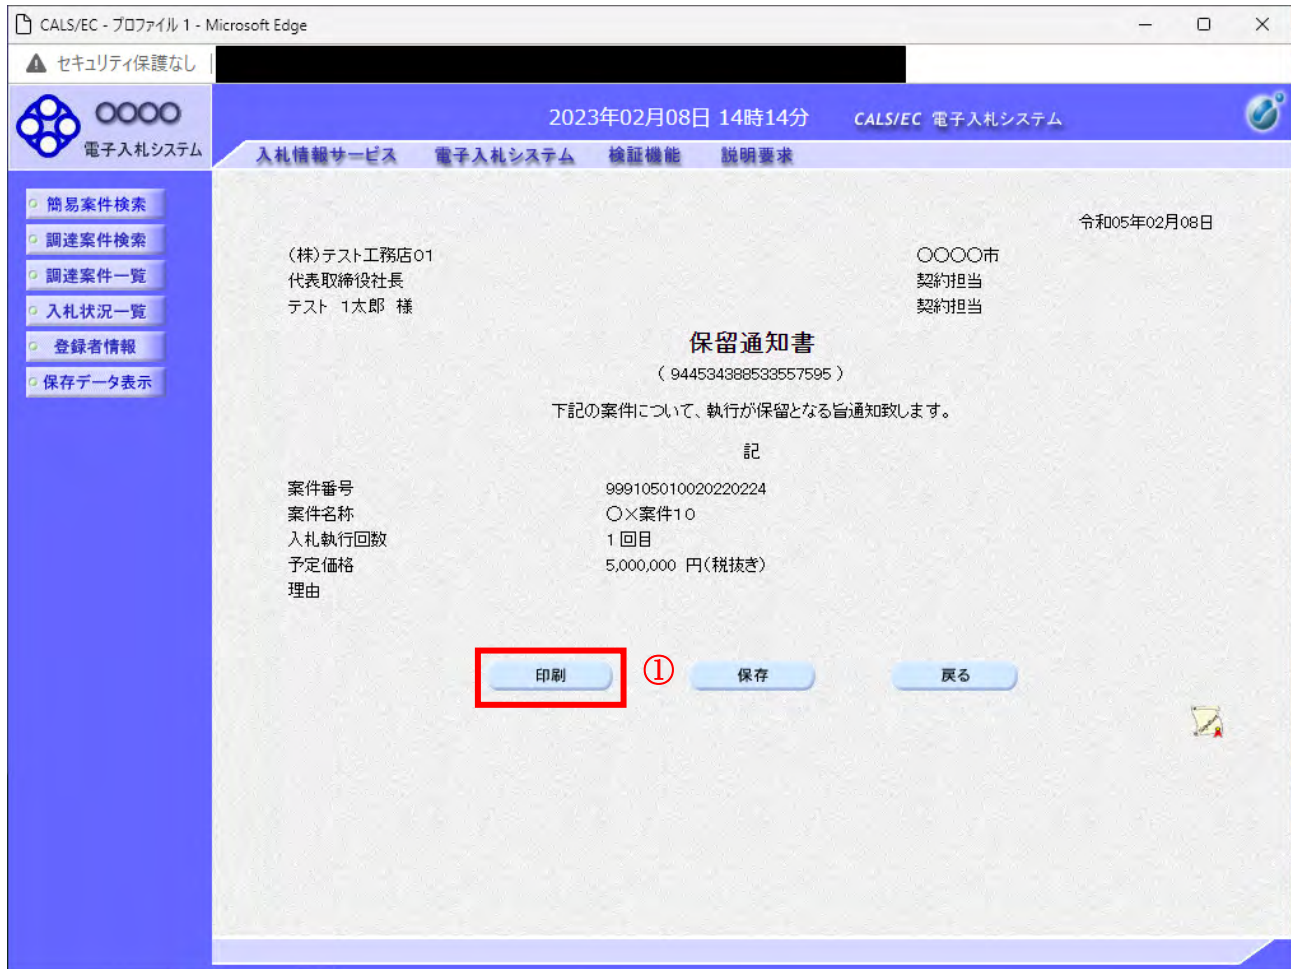 CALS/EC - プロファイル 1 - Microsoft Edge
セキュリティ保護なし
〇〇〇〇
電子入札システム
2023年02月08日 14時14分 CALS/EC 電子入札システム
入札情報サービス 電子入札システム 検証機能 説明要求
簡易案件検索
調達案件検索
調達案件一覧
入札状況一覧
登録者情報
保存データ表示
令和05年02月08日
(株)テスト工務店01
代表取締役社長
テスト 1太郎 様
〇〇〇〇市
契約担当
契約担当
保留通知書
( 944534388533557595 )
下記の案件について、執行が保留となる旨通知致します。
記
案件番号 999105010020220224
案件名称 〇×案件10
入札執行回数 1回目
予定価格 5,000,000 円(税抜き)
理由
印刷 ① 保存 戻る